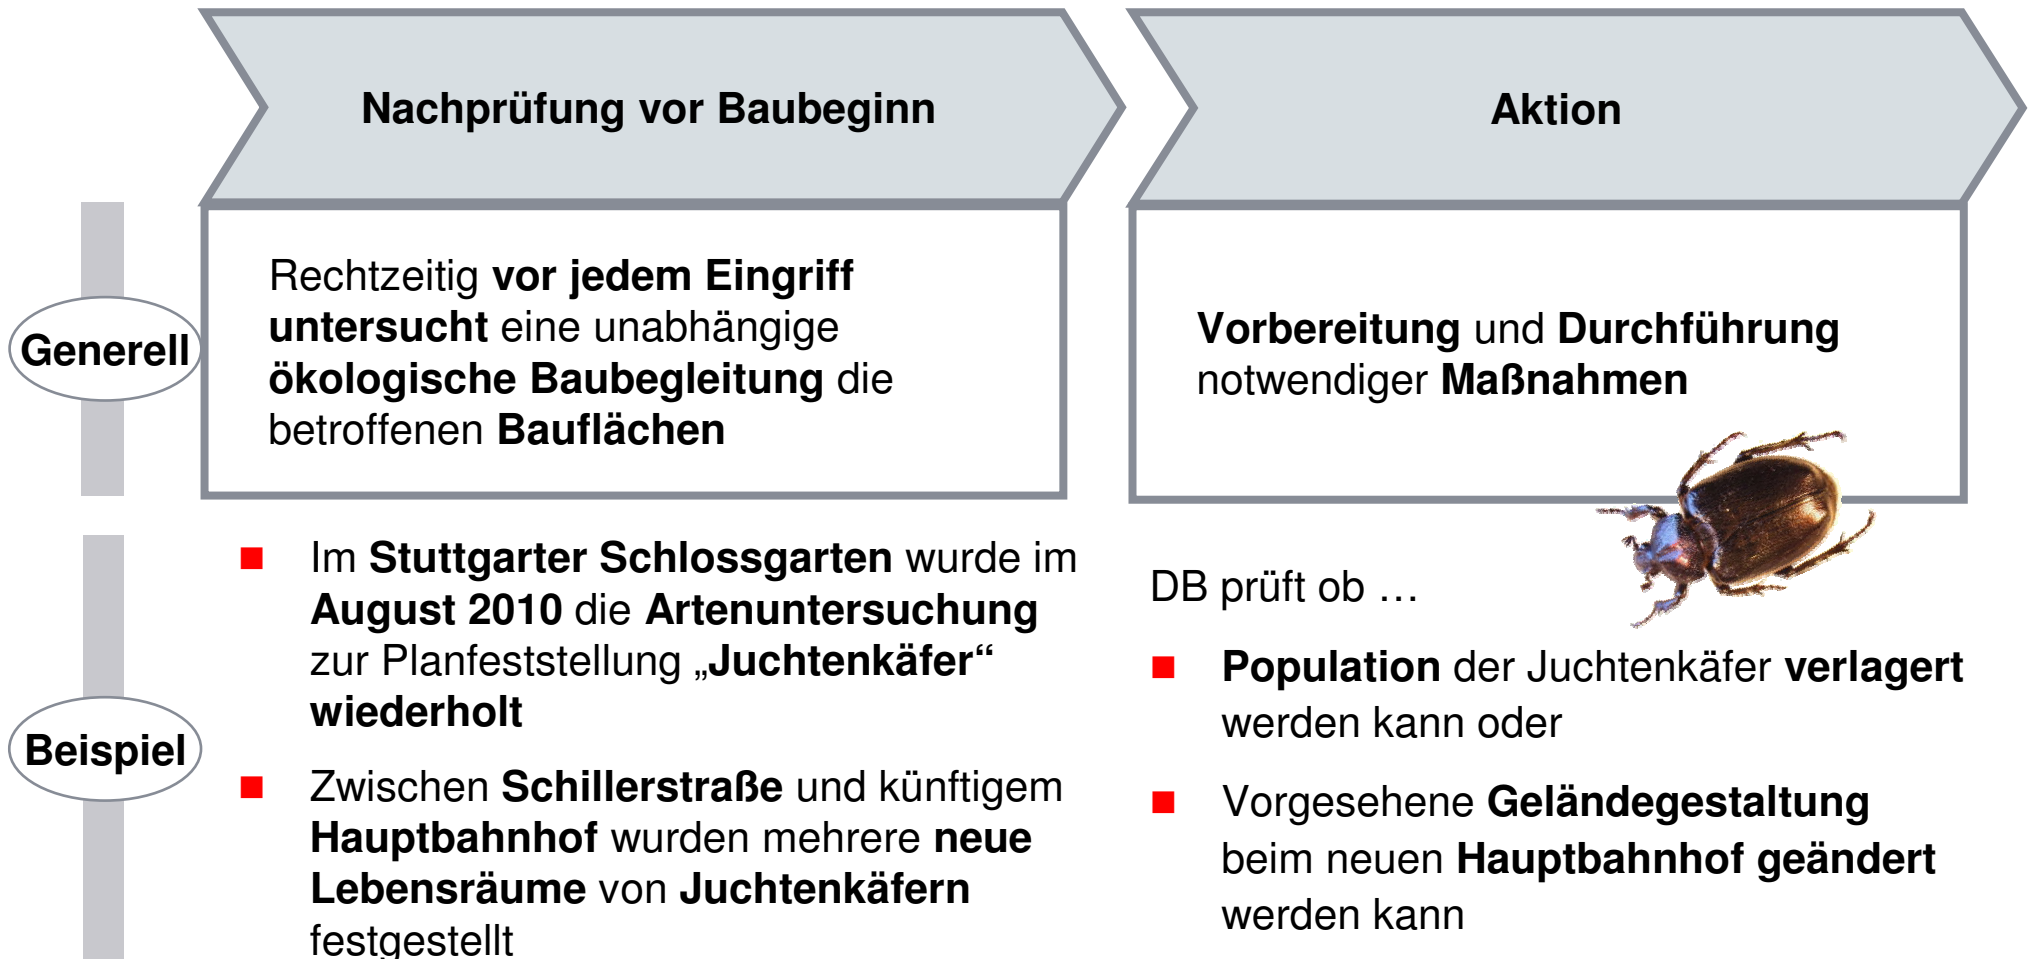 Nachprüfung vor Baubeginn
Aktion
Generell
Rechtzeitig vor jedem Eingriff
untersucht eine unabhängige
ökologische Baubegleitung die
betroffenen Bauflächen
Vorbereitung und Durchführung
notwendiger Maßnahmen
Beispiel
Im Stuttgarter Schlossgarten wurde im
August 2010 die Artenuntersuchung
zur Planfeststellung „Juchtenkäfer“
wiederholt
Zwischen Schillerstraße und künftigem
Hauptbahnhof wurden mehrere neue
Lebensräume von Juchtenkäfern
festgestellt
DB prüft ob …
Population der Juchtenkäfer verlagert
werden kann oder
Vorgesehene Geländegestaltung
beim neuen Hauptbahnhof geändert
werden kann